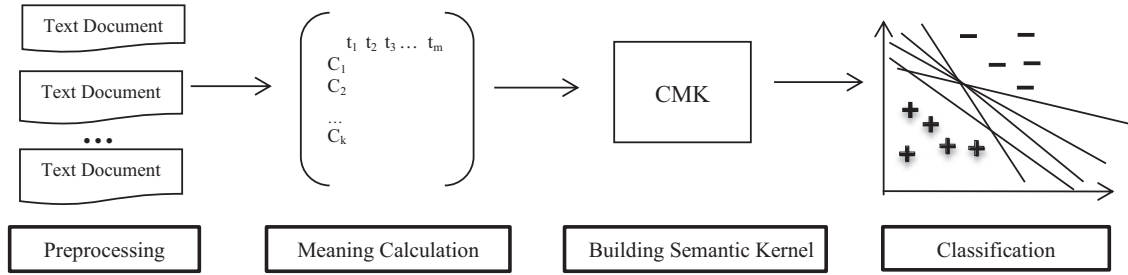 Text Document
Text Document
...
Text Document
t1 t2 t3 ... tm
C1
C2
...
Ck
CMK
Preprocessing
Meaning Calculation
Building Semantic Kernel
Classification